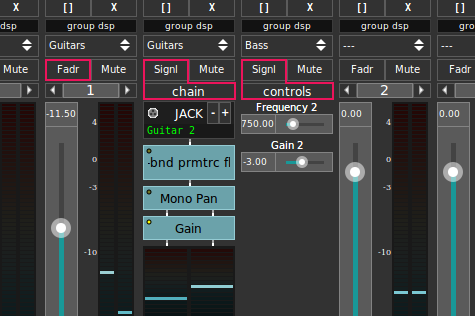 X [] X [] X [] X
dsp group dsp group dsp group dsp group dsp
Guitars Guitars Bass --- ---
Mute Fadr Mute Signl Mute Signl Mute Fadr Mute Fadr
1 chain controls 2
-11.50 JACK - + Frequency 2 0.00 0.00
Guitar 2 750.00
4 4
-bnd prmtrc fl Gain 2
0 -3.00 0
-3 -3
Mono Pan
Gain
-10 -10